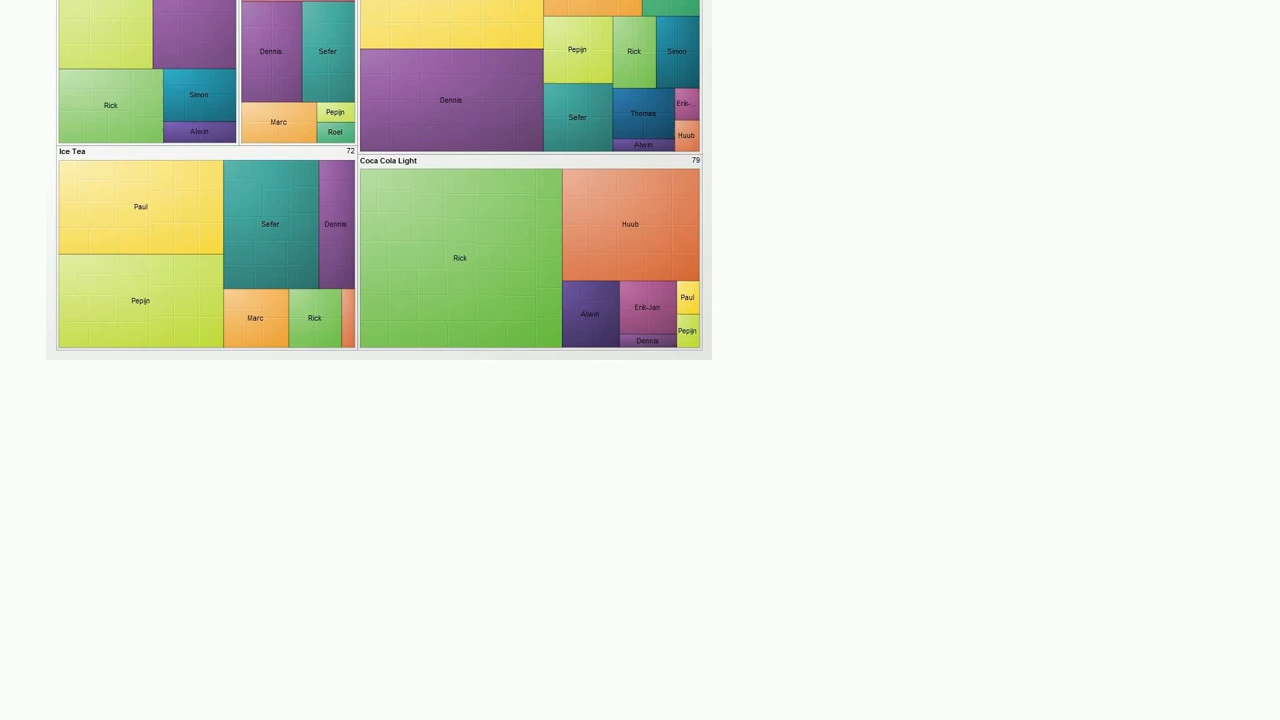 Rick
Simon
Alwin
Dennis
Sefer
Marc
Pepijn
Roel
Dennis
Pepijn
Rick
Simon
Sefer
Thomas
Erik-...
Huub
Alwin
Ice Tea 72
Paul
Pepijn
Sefer
Dennis
Marc
Rick
Coca Cola Light 79
Rick
Huub
Alwin
Erik-Jan
Dennis
Paul
Pepijn